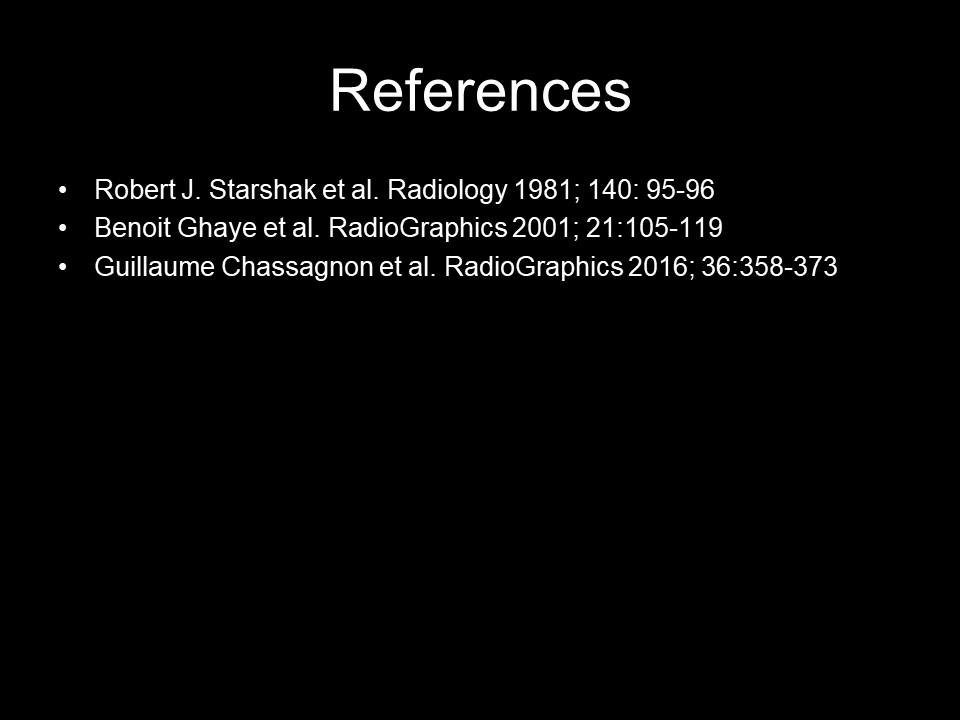 References
• Robert J. Starshak et al. Radiology 1981; 140: 95-96
• Benoit Ghaye et al. RadioGraphics 2001; 21:105-119
• Guillaume Chassagnon et al. RadioGraphics 2016; 36:358-373